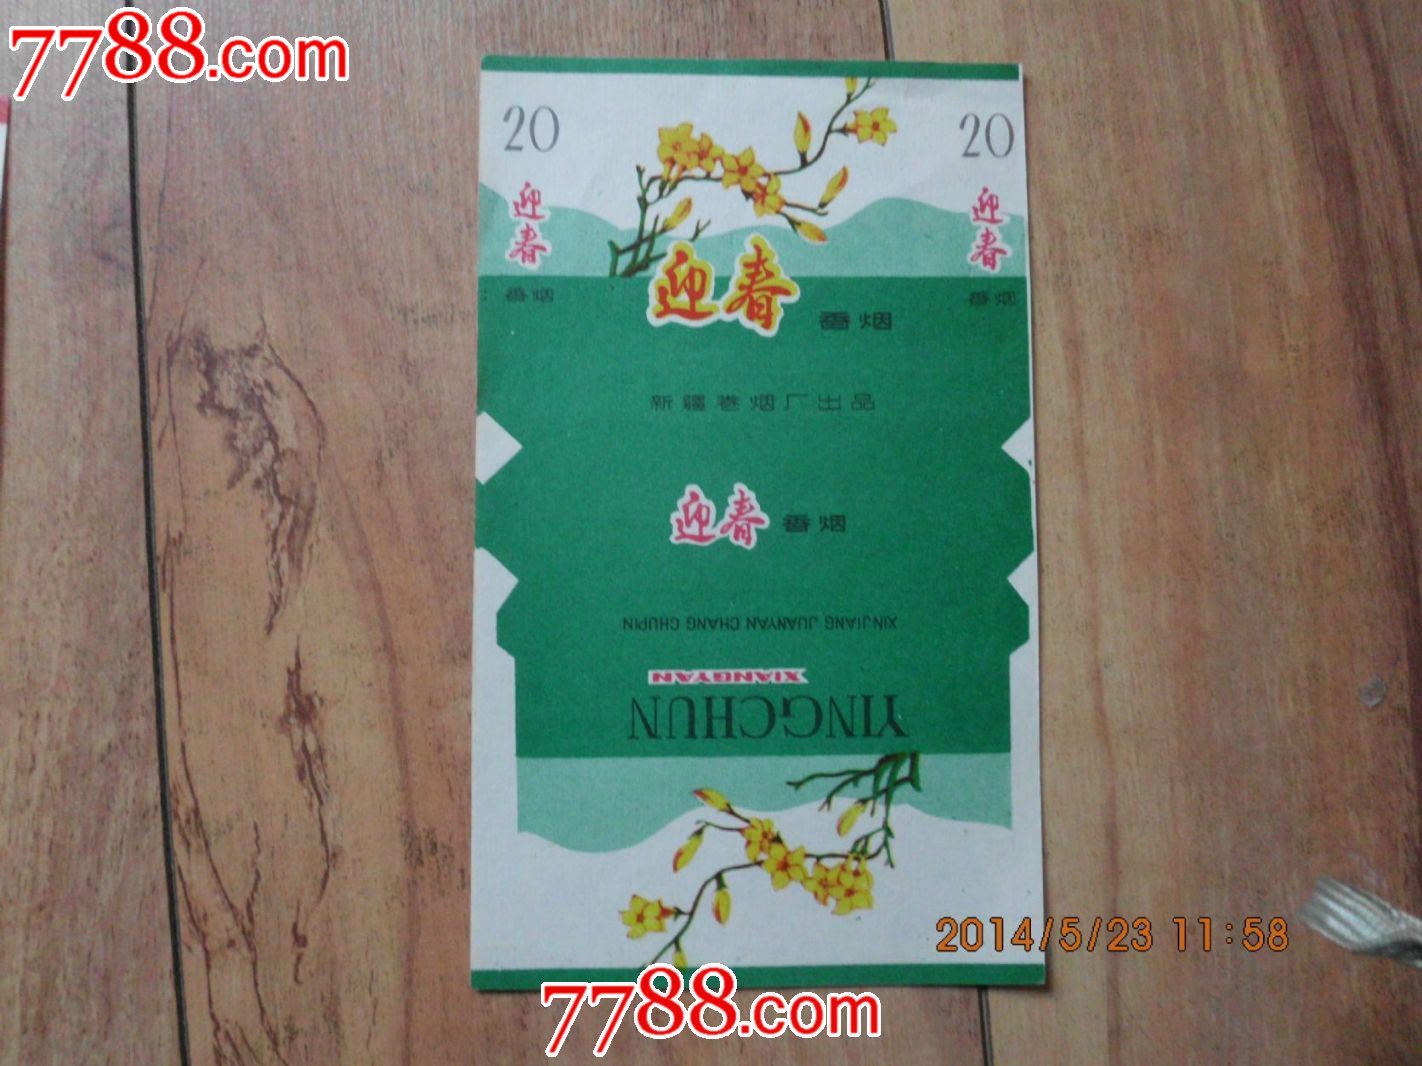 7788.com
20
20
迎春
迎春
迎春
香烟
香烟
香烟
新疆卷烟厂出品
迎春 香烟
XINJIANG JUANYAN CHANG CHUPIN
XIANGYAN
YINGCHUN
2014/5/23 11:58
7788.com